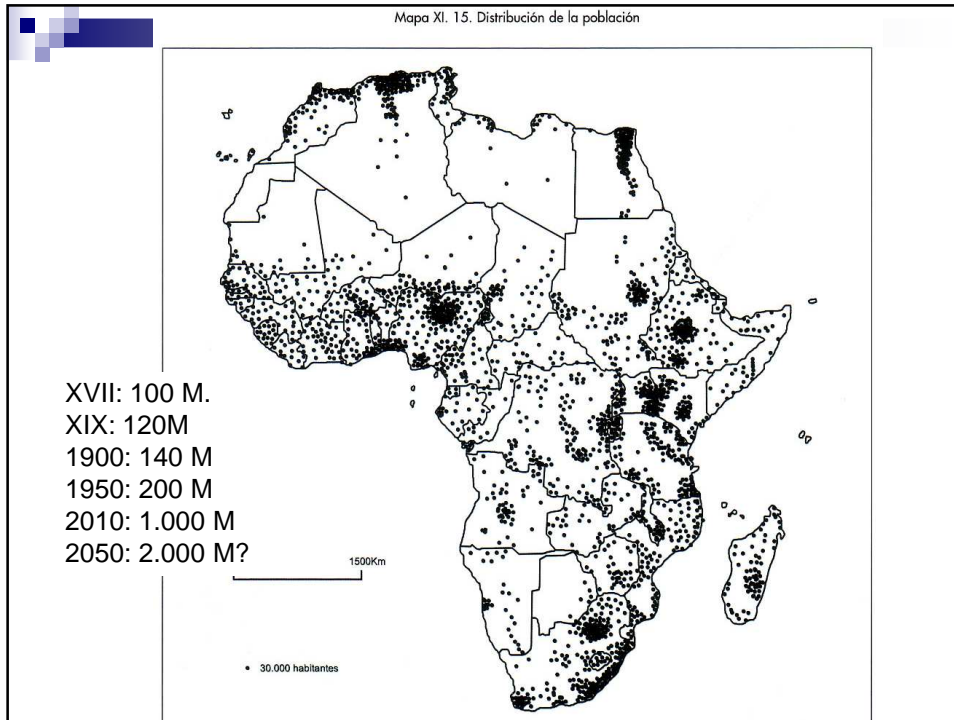 Mapa XI. 15. Distribución de la población
XVII: 100 M.
XIX: 120M
1900: 140 M
1950: 200 M
2010: 1.000 M
2050: 2.000 M?
1500Km
30.000 habitantes